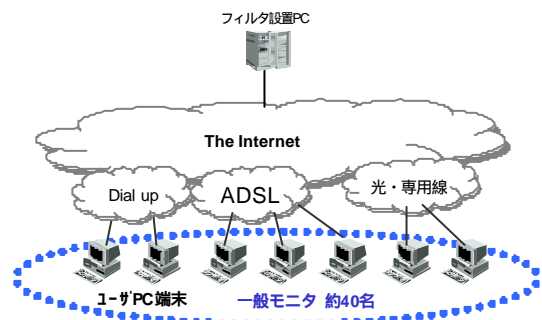 フィルタ設置PC
The Internet
Dial up
ADSL
光・専用線
ユーザPC端末
一般モニタ 約40名